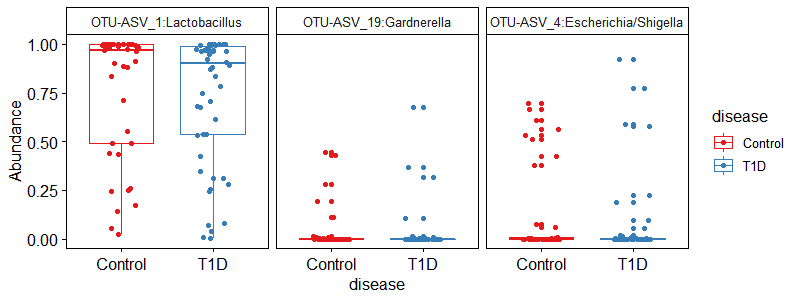 OTU-ASV_1:Lactobacillus OTU-ASV_19:Gardnerella OTU-ASV_4:Escherichia/Shigella
1.00
0.75
0.50
0.25
0.00
Abundance
Control T1D Control T1D Control T1D
disease
disease
Control
T1D